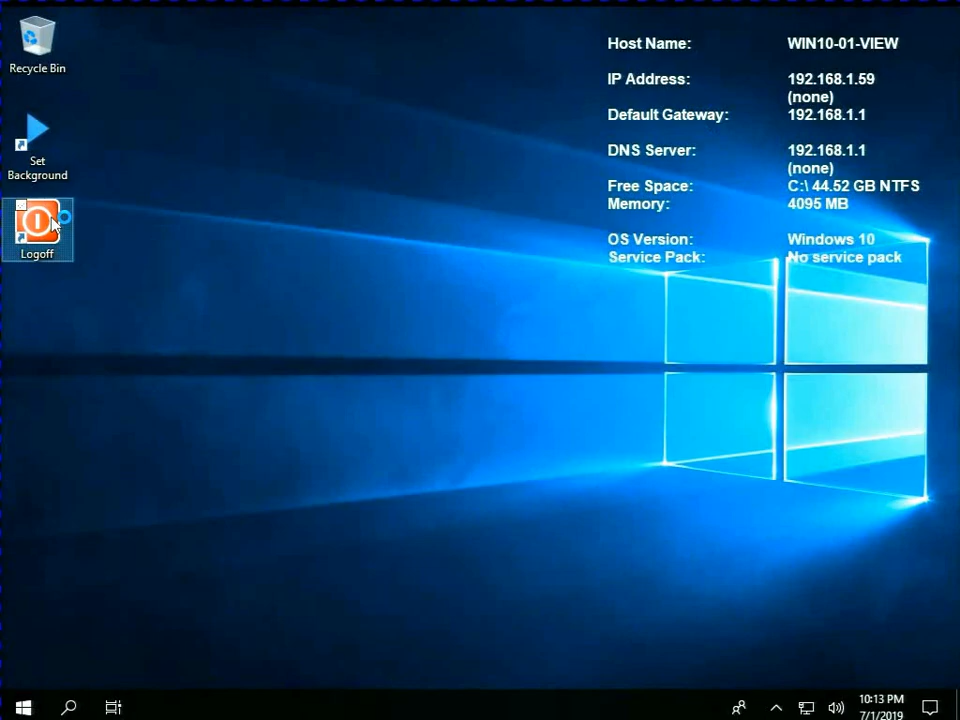 Recycle Bin
Set
Background
Logoff
Host Name: WIN10-01-VIEW
IP Address: 192.168.1.59
(none)
Default Gateway: 192.168.1.1
DNS Server: 192.168.1.1
(none)
Free Space: C:\ 44.52 GB NTFS
Memory: 4095 MB
OS Version: Windows 10
Service Pack: No service pack
10:13 PM
7/1/2019